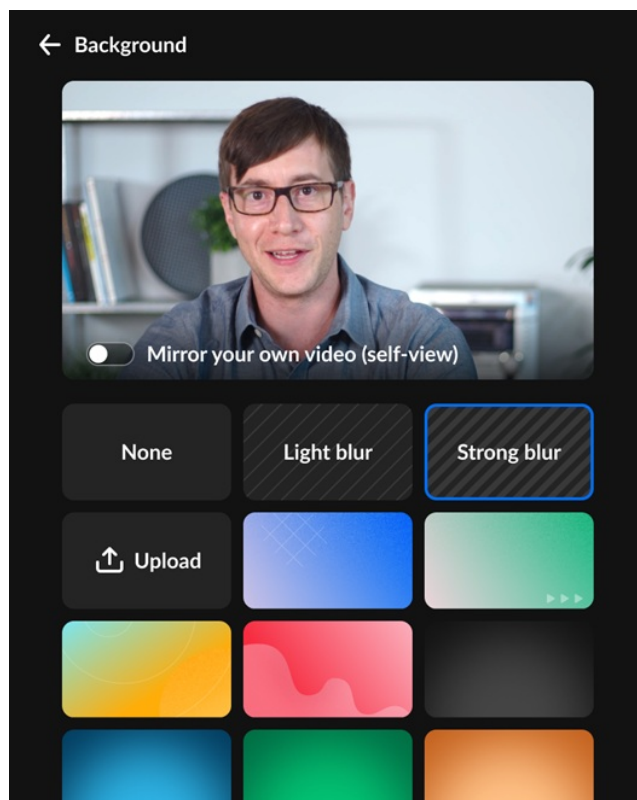 Background
Mirror your own video (self-view)
None
Light blur
Strong blur
Upload